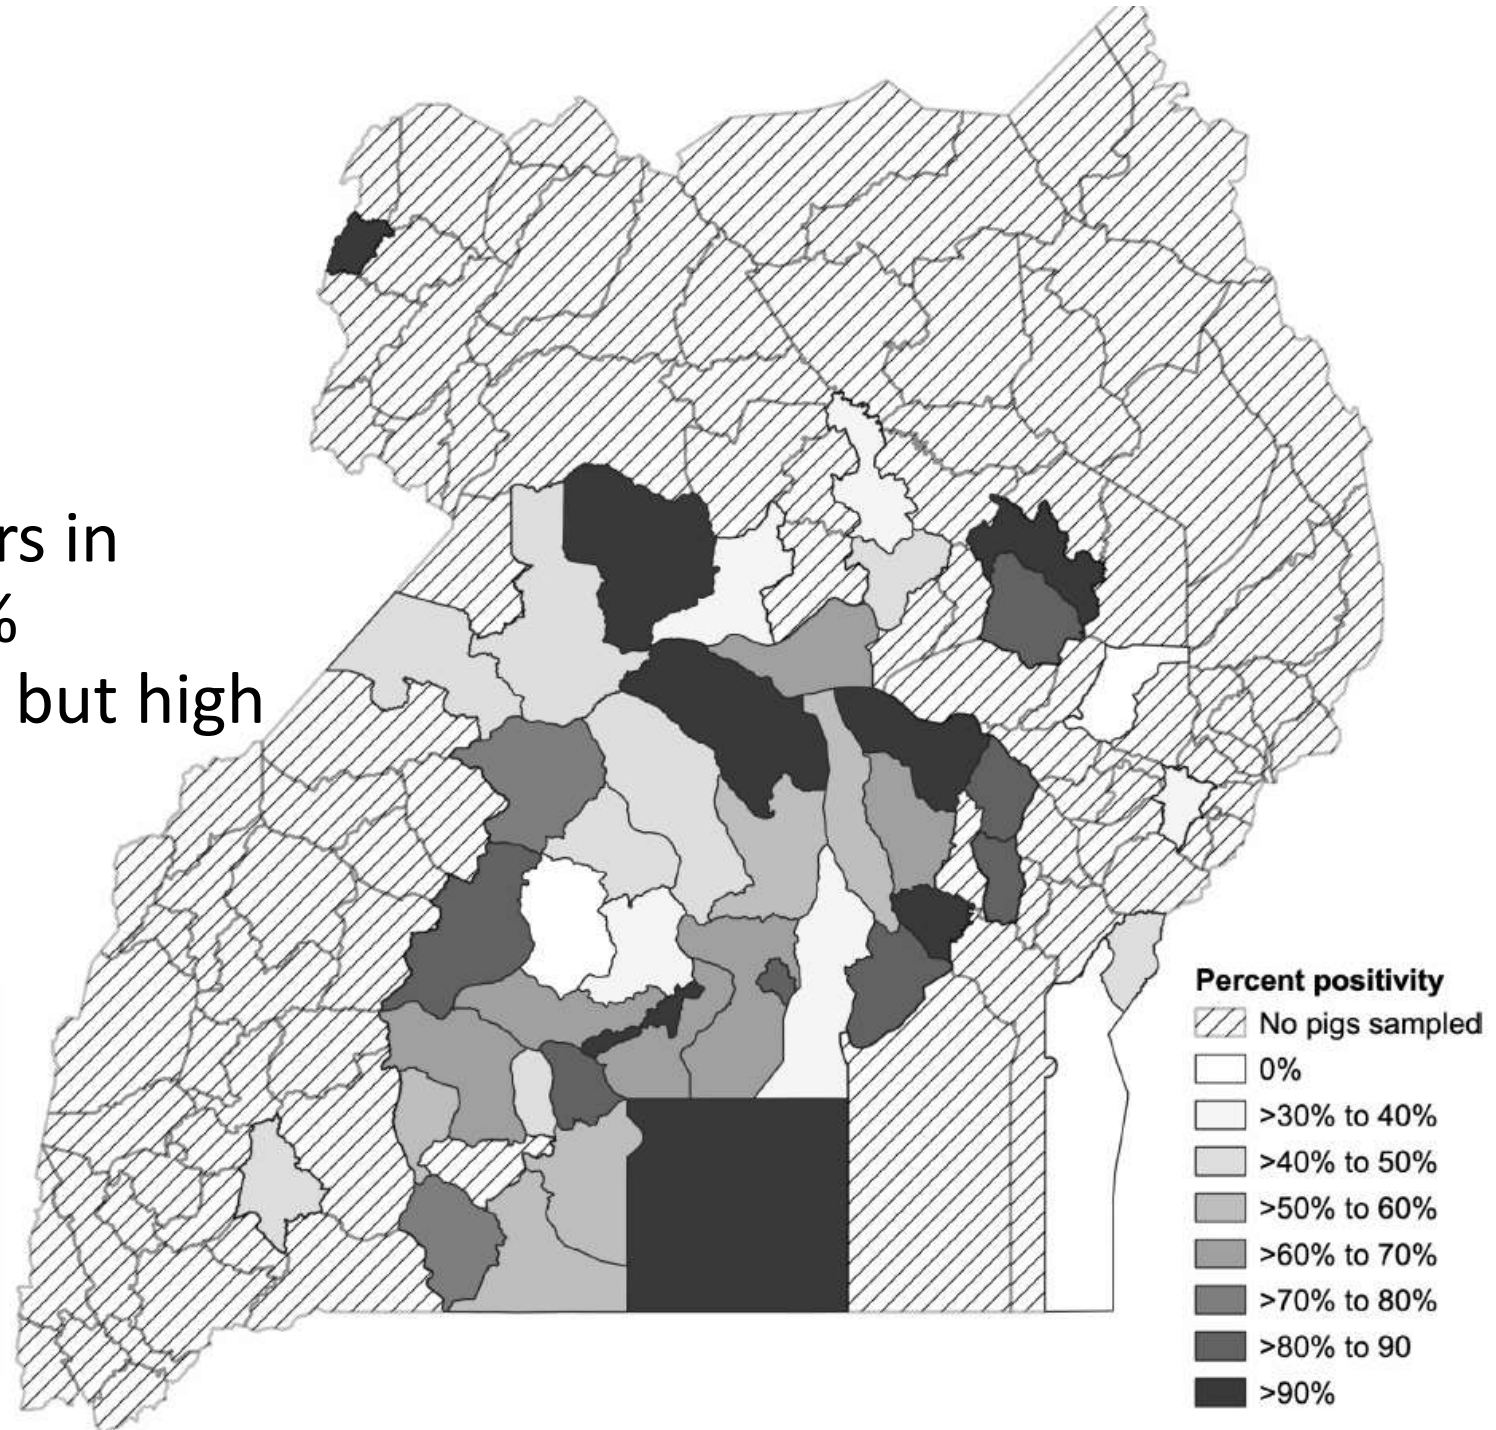 rs in
%
but high
Percent positivity
No pigs sampled
0%
>30% to 40%
>40% to 50%
>50% to 60%
>60% to 70%
>70% to 80%
>80% to 90
>90%